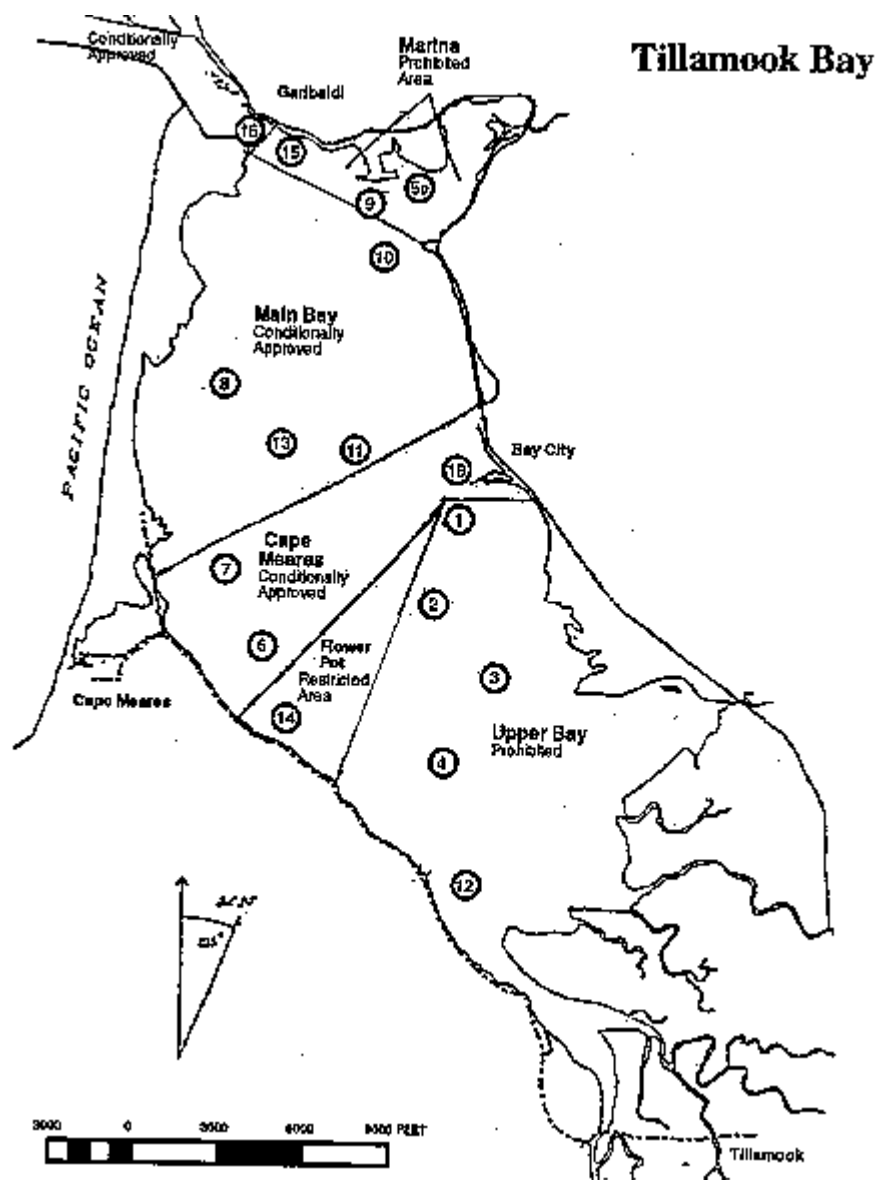 Tillamook Bay
Conditionally
Approved
Marina
Prohibited
Area
Garibaldi
16
15
5p
9
10
Main Bay
Conditionally
Approved
PACIFIC OCEAN
8
13
11
Bay City
18
1
Cape
Meares
Conditionally
Approved
7
2
6
Flower
Pot
Restricted
Area
3
Cape Meares
14
Upper Bay
Prohibited
4
12
3000
0
3000
6000
9000 FEET
Tillamook